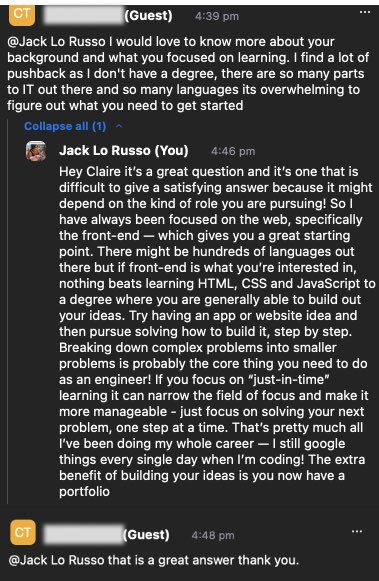 CT
(Guest) 4:39 pm
@Jack Lo Russo I would love to know more about your
background and what you focused on learning. I find a lot of
pushback as I don't have a degree, there are so many parts
to IT out there and so many languages its overwhelming to
figure out what you need to get started
Collapse all (1)
Jack Lo Russo (You) 4:46 pm
Hey Claire it's a great question and it's one that is
difficult to give a satisfying answer because it might
depend on the kind of role you are pursuing! So I
have always been focused on the web, specifically
the front-end — which gives you a great starting
point. There might be hundreds of languages out
there but if front-end is what you're interested in,
nothing beats learning HTML, CSS and JavaScript to
a degree where you are generally able to build out
your ideas. Try having an app or website idea and
then pursue solving how to build it, step by step.
Breaking down complex problems into smaller
problems is probably the core thing you need to do
as an engineer! If you focus on “just-in-time”
learning it can narrow the field of focus and make it
more manageable - just focus on solving your next
problem, one step at a time. That's pretty much all
I've been doing my whole career — I still google
things every single day when I'm coding! The extra
benefit of building your ideas is you now have a
portfolio
CT
(Guest) 4:48 pm
@Jack Lo Russo that is a great answer thank you.